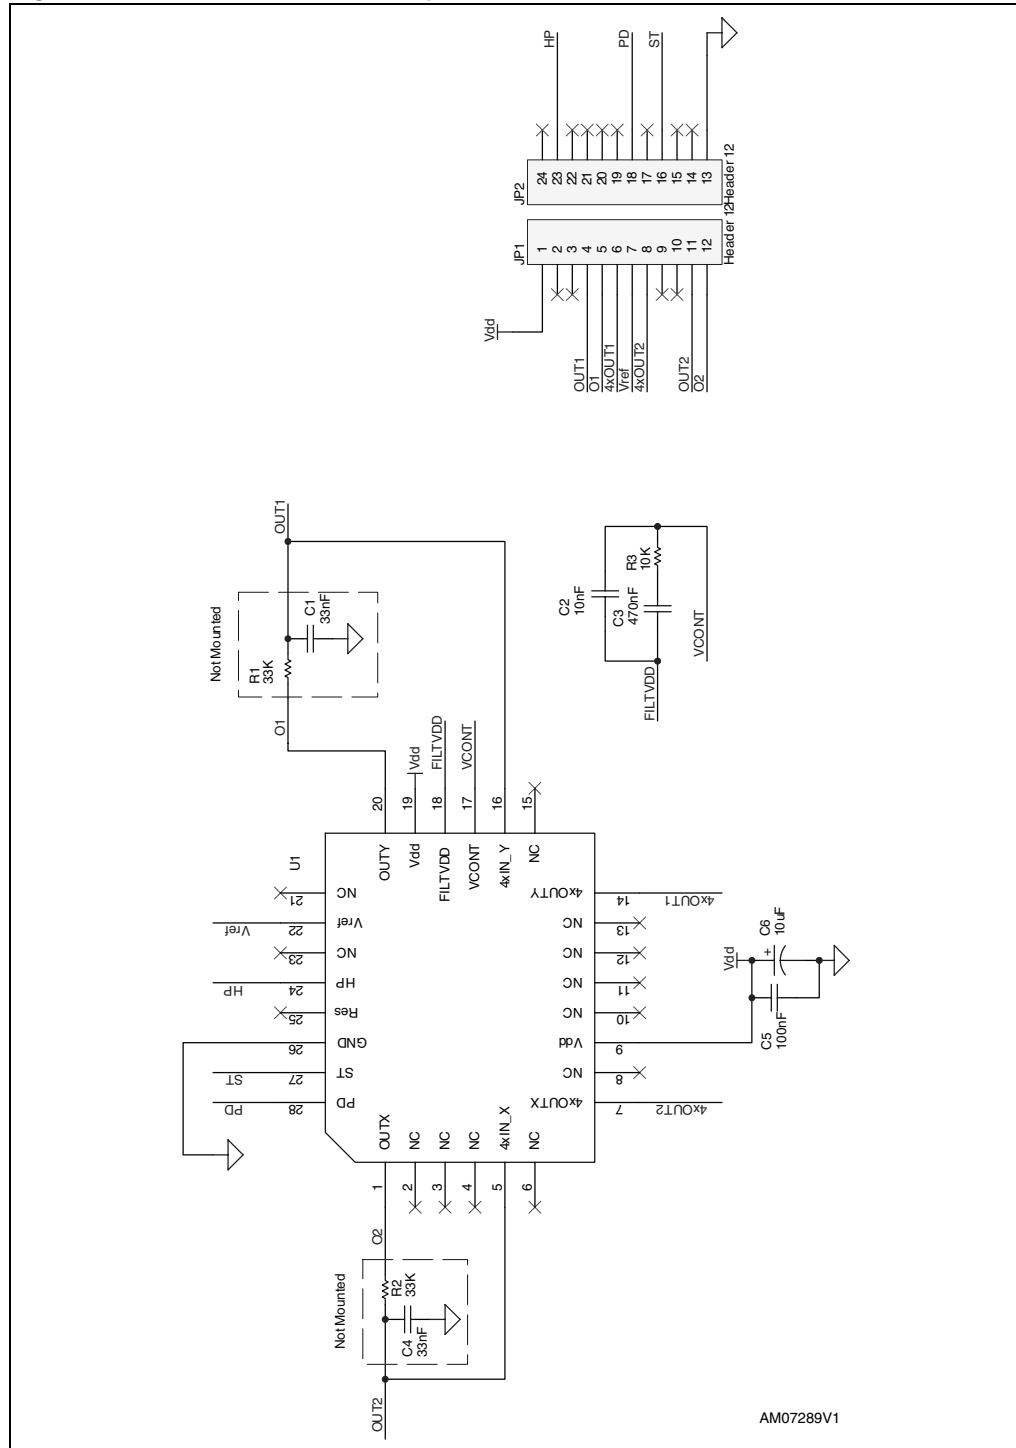 HP
PD
ST
24
23
22
21
20
19
18
17
16
15
14
13
JP2
Header 12
JP1
Header 12
1
2
3
4
5
6
7
8
9
10
11
12
Vdd
OUT1
O1
4xOUT1
Vref
4xOUT2
OUT2
O2
OUT1
Not Mounted
R1
33K
C1
33nF
O1
C2
10nF
C3
470nF
R3
10K
FILTVDD
VCONT
Vdd
FILTVDD
VCONT
20
19
18
17
16
15
U1
OUTY
Vdd
FILTVDD
VCONT
4xIN_Y
NC
Vref
HP
ST
PD
21
22
23
24
25
26
27
28
NC
Vref
NC
HP
Res
GND
ST
PD
4xOUTY
NC
NC
NC
NC
Vdd
NC
4xOUTX
14
13
12
11
10
9
8
7
4xOUT1
4xOUT2
Vdd
+
C6
10uF
C5
100nF
OUTX
NC
NC
NC
4xIN_X
NC
1
2
3
4
5
6
O2
Not Mounted
R2
33K
C4
33nF
OUT2
AM07289V1